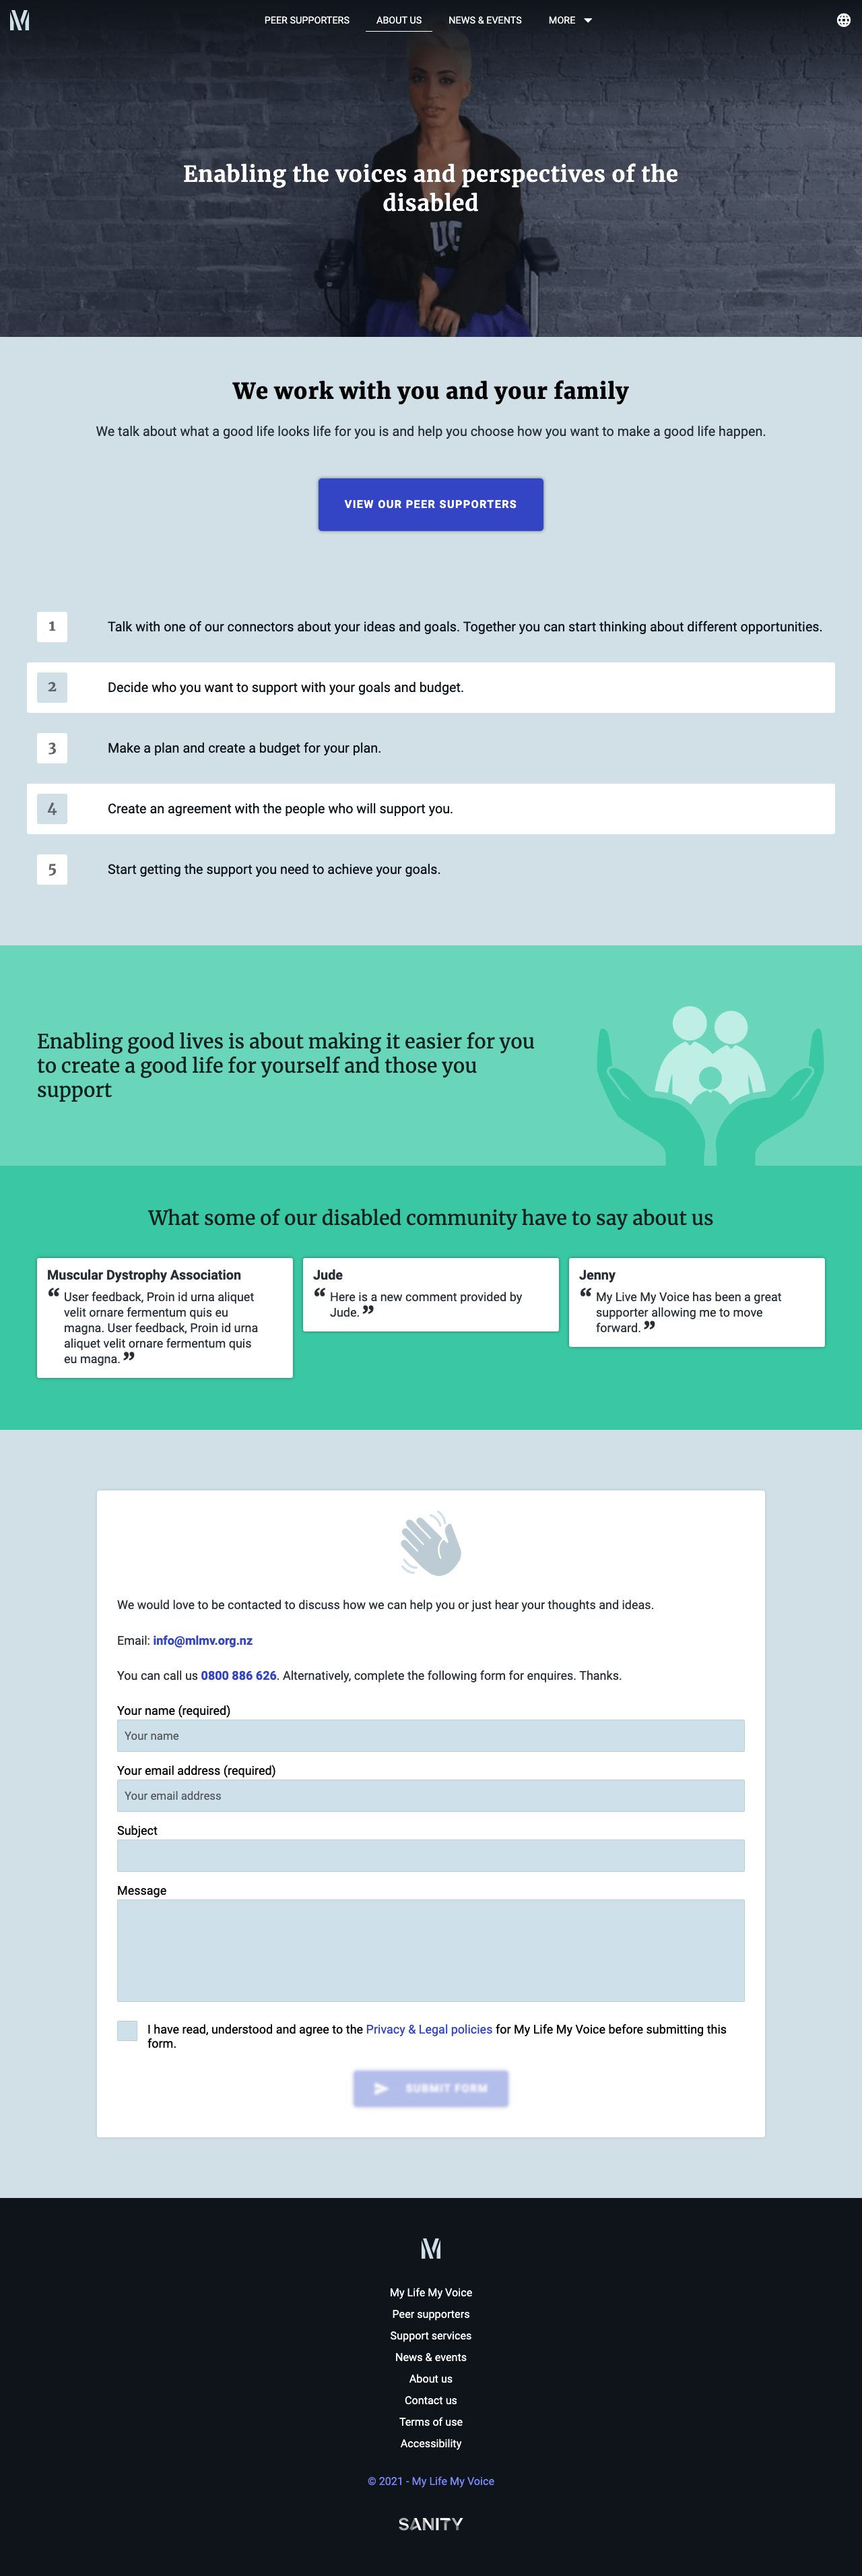 M
PEER SUPPORTERS
ABOUT US
NEWS & EVENTS
MORE
Enabling the voices and perspectives of the
disabled
We work with you and your family
We talk about what a good life looks life for you is and help you choose how you want to make a good life happen.
VIEW OUR PEER SUPPORTERS
1 Talk with one of our connectors about your ideas and goals. Together you can start thinking about different opportunities.
2 Decide who you want to support with your goals and budget.
3 Make a plan and create a budget for your plan.
4 Create an agreement with the people who will support you.
5 Start getting the support you need to achieve your goals.
Enabling good lives is about making it easier for you
to create a good life for yourself and those you
support
What some of our disabled community have to say about us
Muscular Dystrophy Association
“ User feedback, Proin id urna aliquet
velit ornare fermentum quis eu
magna. User feedback, Proin id urna
aliquet velit ornare fermentum quis
eu magna. ”
Jude
“ Here is a new comment provided by
Jude. ”
Jenny
“ My Live My Voice has been a great
supporter allowing me to move
forward. ”
We would love to be contacted to discuss how we can help you or just hear your thoughts and ideas.
Email: info@mlmv.org.nz
You can call us 0800 886 626. Alternatively, complete the following form for enquires. Thanks.
Your name (required)
Your name
Your email address (required)
Your email address
Subject
Message
I have read, understood and agree to the Privacy & Legal policies for My Life My Voice before submitting this
form.
SUBMIT FORM
M
My Life My Voice
Peer supporters
Support services
News & events
About us
Contact us
Terms of use
Accessibility
© 2021 - My Life My Voice
SANITY